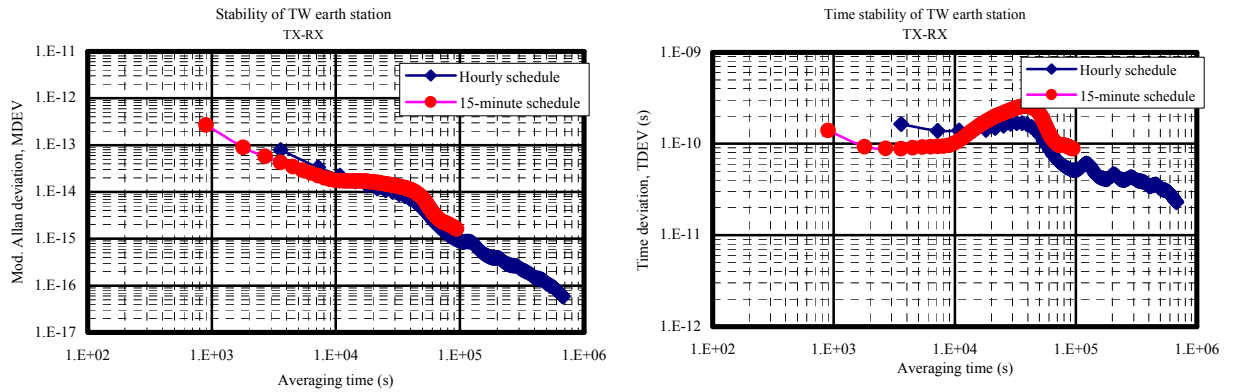 Stability of TW earth station
TX-RX
Mod. Allan deviation, MDEV
1.E-11
1.E-12
1.E-13
1.E-14
1.E-15
1.E-16
1.E-17
Hourly schedule
15-minute schedule
1.E+02 1.E+03 1.E+04 1.E+05 1.E+06
Averaging time (s)
Time stability of TW earth station
TX-RX
Time deviation, TDEV (s)
1.E-09
1.E-10
1.E-11
1.E-12
Hourly schedule
15-minute schedule
1.E+02 1.E+03 1.E+04 1.E+05 1.E+06
Averaging time (s)